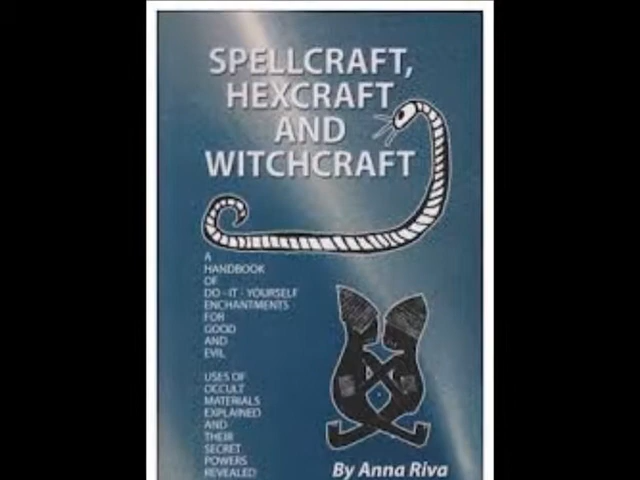 SPELLCRAFT,
HEXCRAFT
AND
WITCHCRAFT
A
HANDBOOK
OF
DO-IT-YOURSELF
ENCHANTMENTS
FOR
GOOD
AND
EVIL
USES OF
OCCULT
MATERIALS
EXPLAINED
AND
THEIR
SECRET
POWERS
REVEALED
By Anna Riva